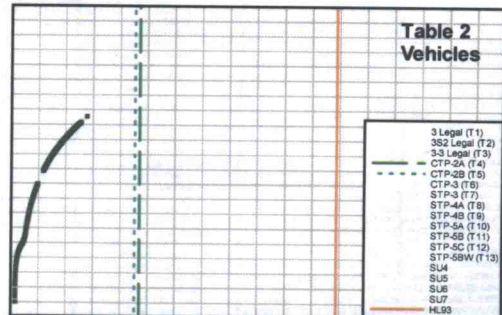 Table 2
Vehicles
3 Legal (T1)
3S2 Legal (T2)
3-3 Legal (T3)
CTP-2A (T4)
CTP-2B (T5)
CTP-3 (T6)
STP-3 (T7)
STP-4A (T8)
STP-4B (T9)
STP-5A (T10)
STP-5B (T11)
STP-5C (T12)
STP-5BW (T13)
SU4
SU5
SU6
SU7
HL93